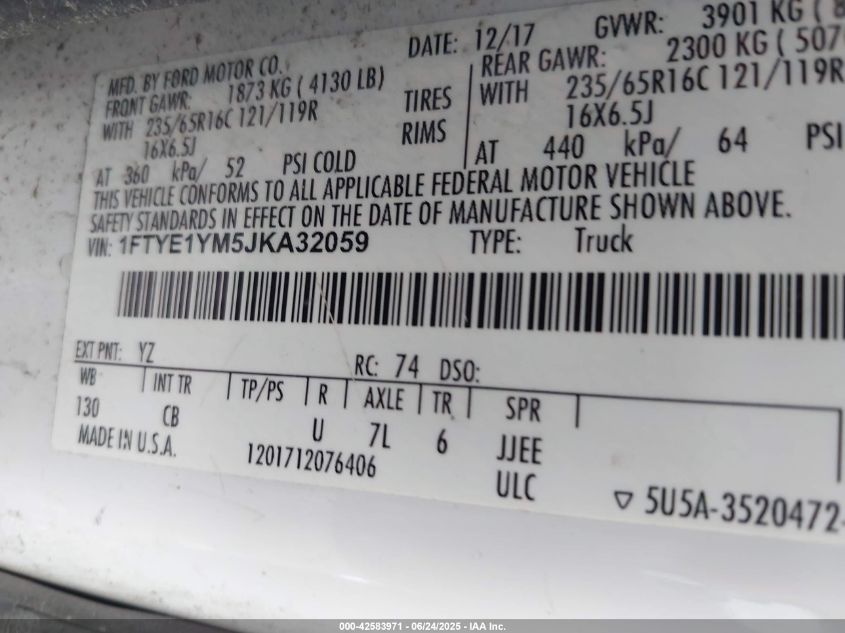 DATE: 12/17 GVWR: 3901 KG (
MFD. BY FORD MOTOR CO.
FRONT GAWR: 1873 KG ( 4130 LB) REAR GAWR: 2300 KG ( 507
WITH 235/65R16C 121/119R TIRES WITH 235/65R16C 121/119R
16X6.5J RIMS 16X6.5J
AT 360 kPa/ 52 PSI COLD AT 440 kPa/ 64 PSI
THIS VEHICLE CONFORMS TO ALL APPLICABLE FEDERAL MOTOR VEHICLE
SAFETY STANDARDS IN EFFECT ON THE DATE OF MANUFACTURE SHOWN ABOVE.
VIN: 1FTYE1YM5JKA32059 TYPE: Truck
EXT PNT: YZ RC: 74 DSO:
WB INT TR TP/PS R AXLE TR SPR
130 CB U 7L 6 JJEE
MADE IN U.S.A. 1201712076406 ULC
▽ 5U5A-3520472-
000-42583971 • 06/24/2025 - IAA Inc.